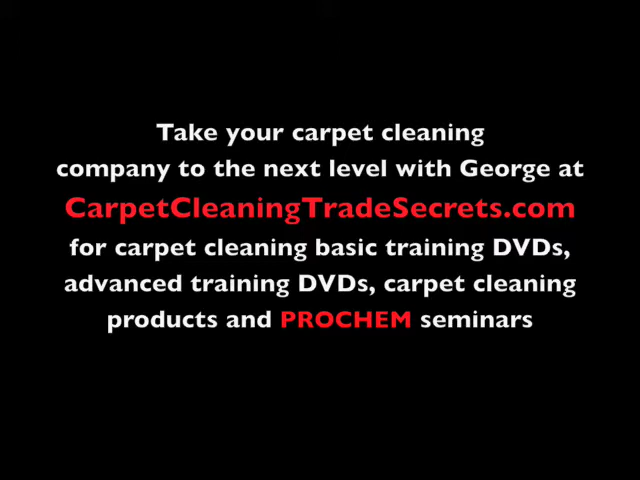 Take your carpet cleaning
company to the next level with George at
CarpetCleaningTradeSecrets.com
for carpet cleaning basic training DVDs,
advanced training DVDs, carpet cleaning
products and PROCHEM seminars